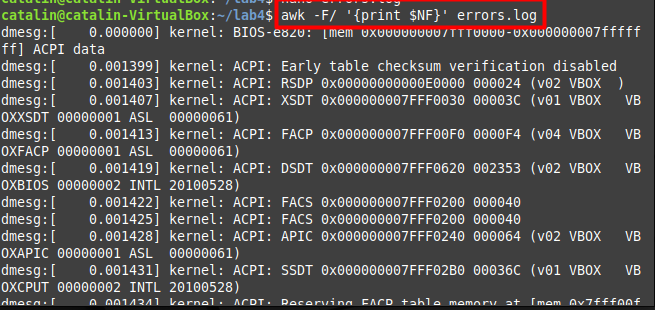 catalin@catalin-VirtualBox:~/lab4$ nano errors.log
catalin@catalin-VirtualBox:~/lab4$ awk -F/ '{print $NF}' errors.log
dmesg:[    0.000000] kernel: BIOS-e820: [mem 0x000000007fff0000-0x000000007fffff
ff] ACPI data
dmesg:[    0.001399] kernel: ACPI: Early table checksum verification disabled
dmesg:[    0.001403] kernel: ACPI: RSDP 0x00000000000E0000 000024 (v02 VBOX  )
dmesg:[    0.001407] kernel: ACPI: XSDT 0x000000007FFF0030 00003C (v01 VBOX   VB
OXXSDT 00000001 ASL  00000061)
dmesg:[    0.001413] kernel: ACPI: FACP 0x000000007FFF00F0 0000F4 (v04 VBOX   VB
OXFACP 00000001 ASL  00000061)
dmesg:[    0.001419] kernel: ACPI: DSDT 0x000000007FFF0620 002353 (v02 VBOX   VB
OXBIOS 00000002 INTL 20100528)
dmesg:[    0.001422] kernel: ACPI: FACS 0x000000007FFF0200 000040
dmesg:[    0.001425] kernel: ACPI: FACS 0x000000007FFF0200 000040
dmesg:[    0.001428] kernel: ACPI: APIC 0x000000007FFF0240 000064 (v02 VBOX   VB
OXAPIC 00000001 ASL  00000061)
dmesg:[    0.001431] kernel: ACPI: SSDT 0x000000007FFF02B0 00036C (v01 VBOX   VB
OXCPUT 00000002 INTL 20100528)
dmesg:[    0.001434] kernel: ACPI: Reserving FACP table memory at [mem 0x7fff00f